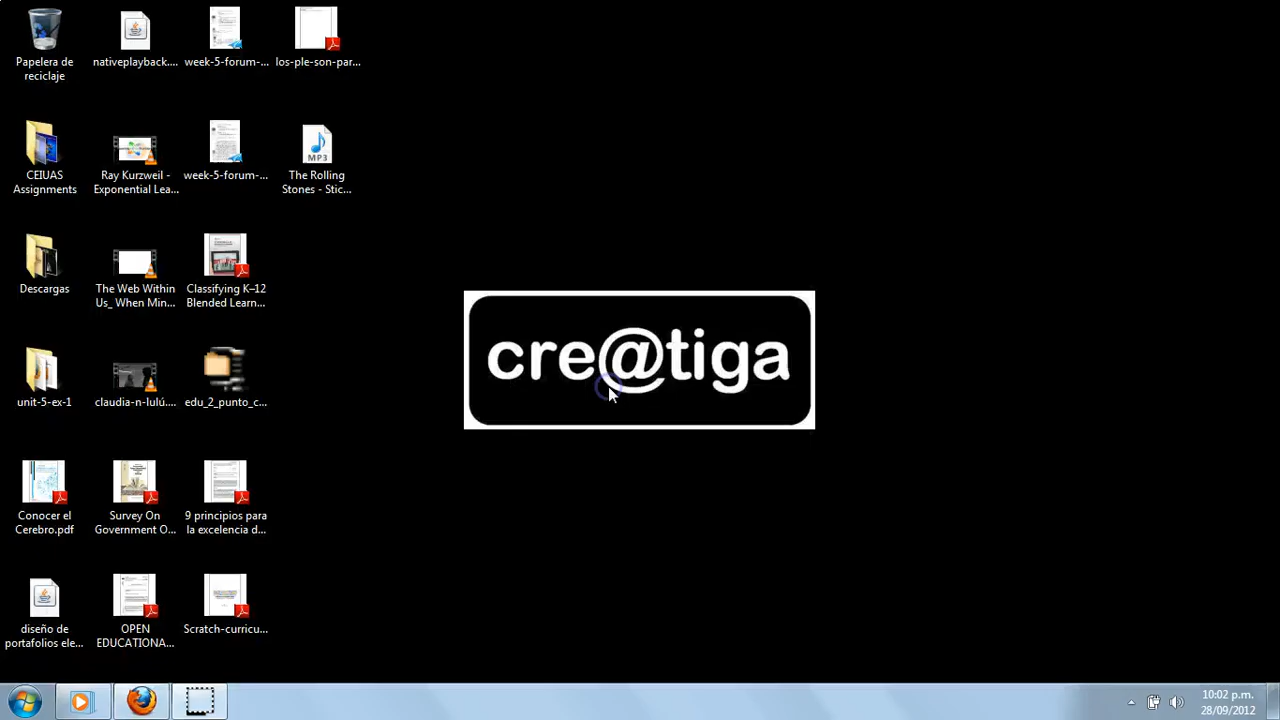 Papelera de
reciclaje
nativeplayback....
week-5-forum-...
los-ple-son-par...
CEIUAS
Assignments
Ray Kurzweil -
Exponential Lea...
week-5-forum-...
MP3
The Rolling
Stones - Stic...
Descargas
The Web Within
Us_ When Min...
Classifying K–12
Blended Learn...
cre@tiga
unit-5-ex-1
claudia-n-lulú....
edu_2_punto_c...
Conocer el
Cerebro.pdf
Survey On
Government O...
9 principios para
la excelencia d...
diseño de
portafolios ele...
OPEN
EDUCATIONA...
Scratch-curricu...
10:02 p.m.
28/09/2012